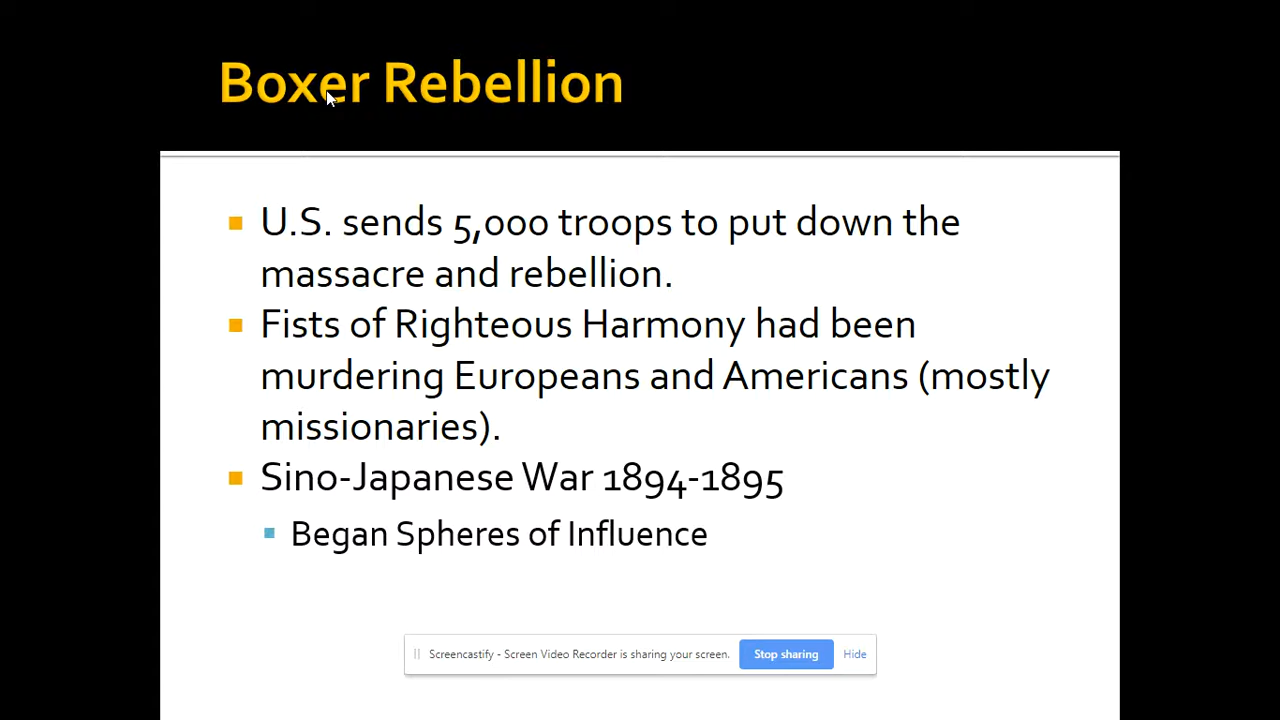 Boxer Rebellion
U.S. sends 5,000 troops to put down the
massacre and rebellion.
Fists of Righteous Harmony had been
murdering Europeans and Americans (mostly
missionaries).
Sino-Japanese War 1894-1895
Began Spheres of Influence
Screencastify - Screen Video Recorder is sharing your screen. Stop sharing Hide